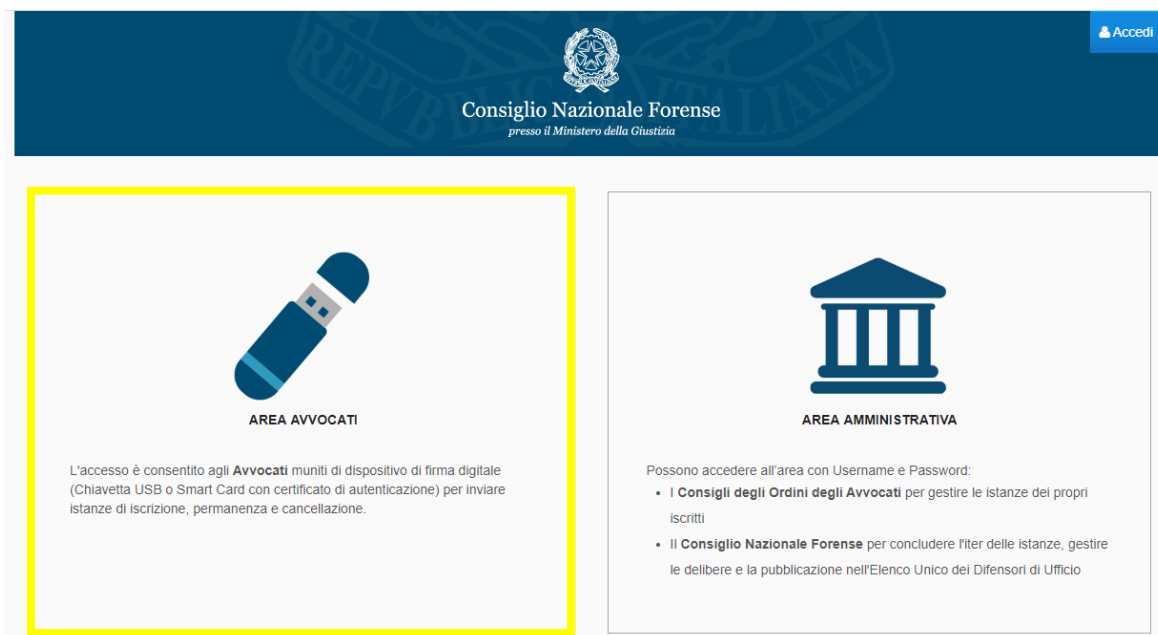 Accedi
REPVBBLICA ITALIANA
Consiglio Nazionale Forense
presso il Ministero della Giustizia
AREA AVVOCATI
L'accesso è consentito agli Avvocati muniti di dispositivo di firma digitale
(Chiavetta USB o Smart Card con certificato di autenticazione) per inviare
istanze di iscrizione, permanenza e cancellazione.
AREA AMMINISTRATIVA
Possono accedere all'area con Username e Password:
• I Consigli degli Ordini degli Avvocati per gestire le istanze dei propri
iscritti
• Il Consiglio Nazionale Forense per concludere l'iter delle istanze, gestire
le delibere e la pubblicazione nell'Elenco Unico dei Difensori di Ufficio